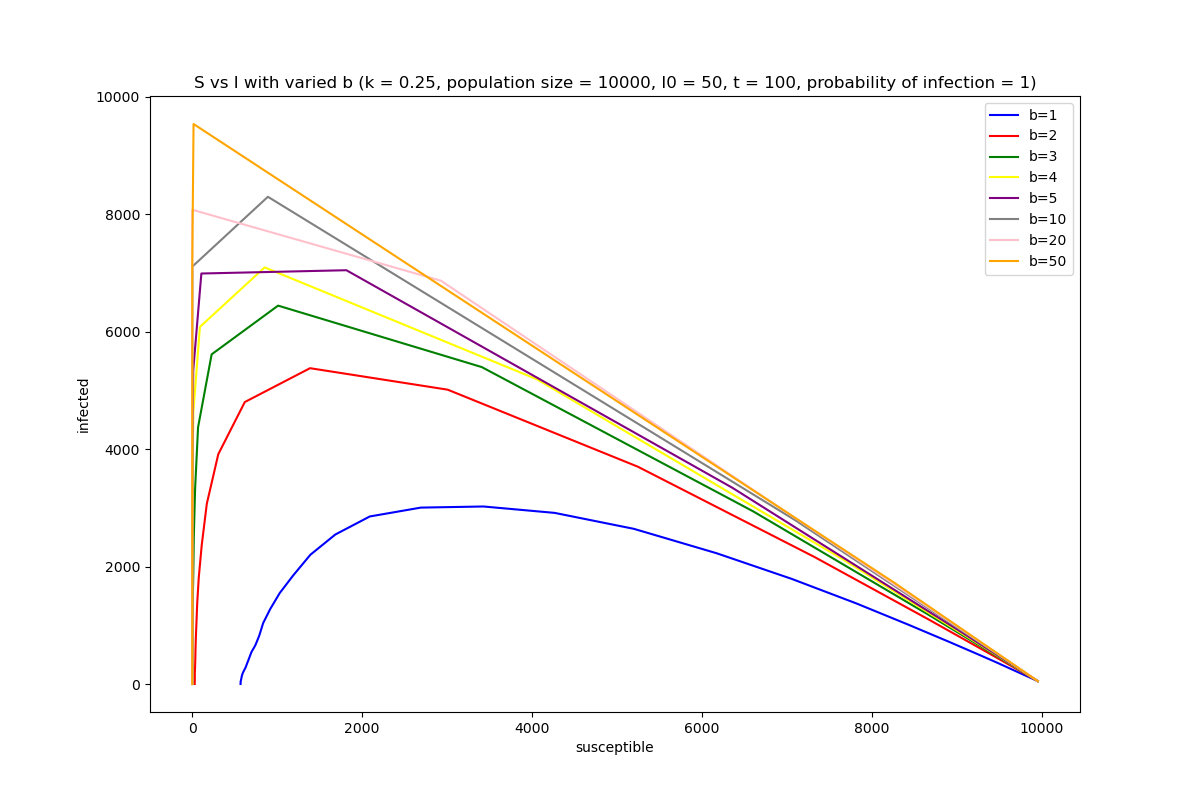 S vs I with varied b (k = 0.25, population size = 10000, I0 = 50, t = 100, probability of infection = 1)
10000
8000
6000
4000
2000
0
infected
0
2000
4000
6000
8000
10000
susceptible
b=1
b=2
b=3
b=4
b=5
b=10
b=20
b=50